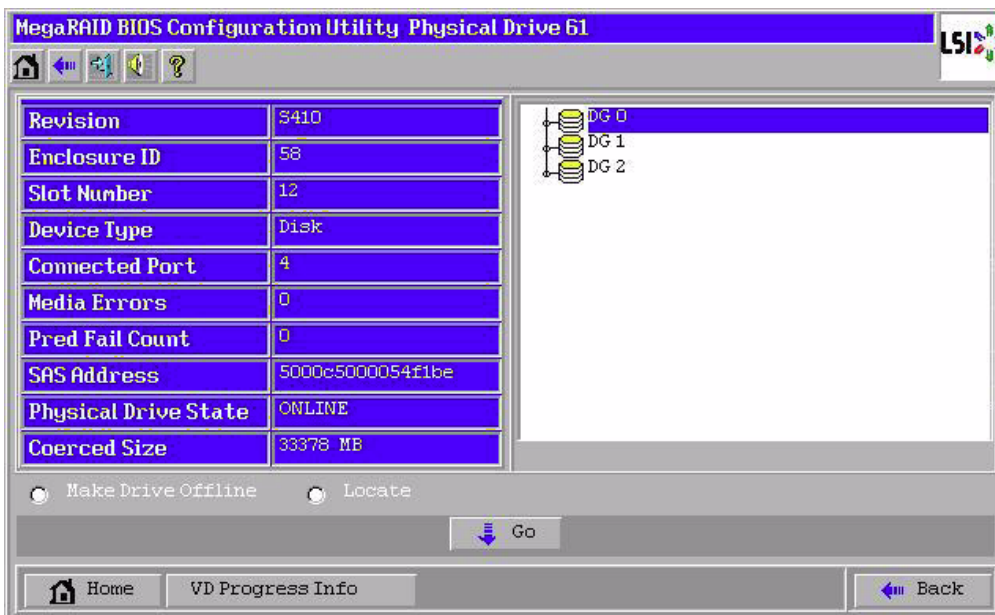 MegaRAID BIOS Configuration Utility Physical Drive 61
LSI
Revision S410
Enclosure ID 58
Slot Number 12
Device Type Disk
Connected Port 4
Media Errors 0
Pred Fail Count 0
SAS Address 5000c5000054f1be
Physical Drive State ONLINE
Coerced Size 33378 MB
DG 0
DG 1
DG 2
Make Drive Offline Locate
Go
Home VD Progress Info Back